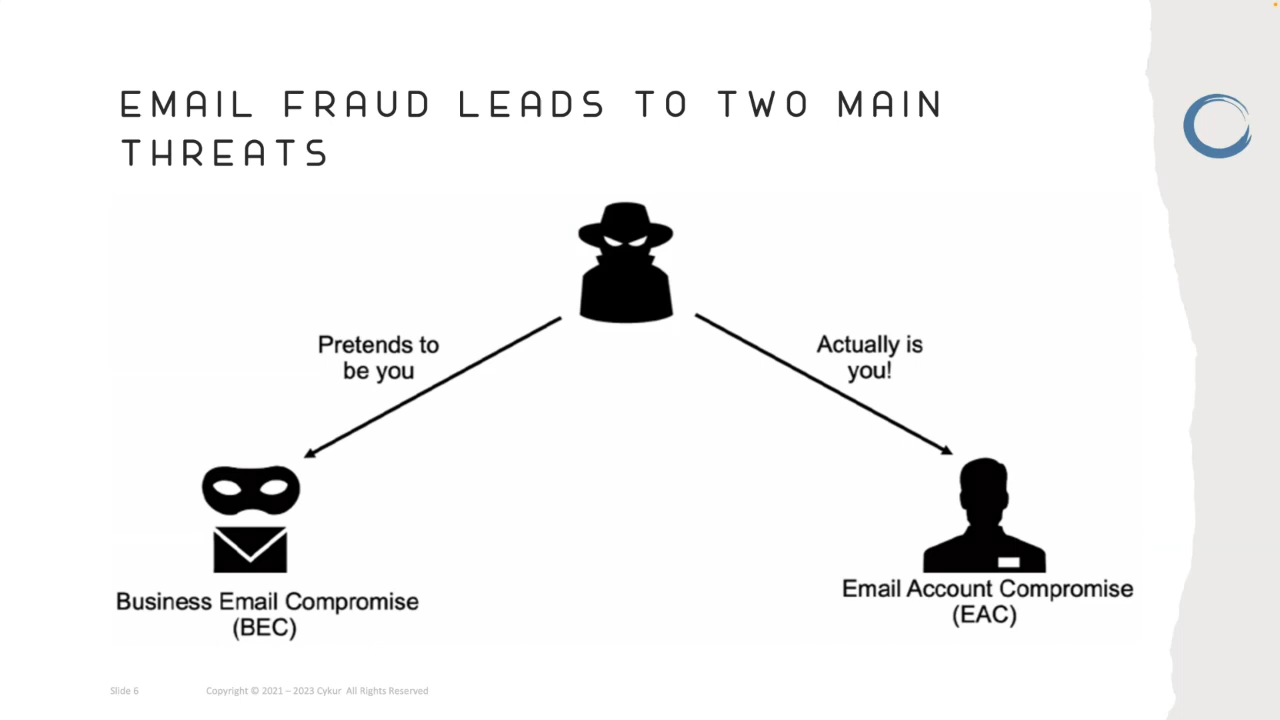 EMAIL FRAUD LEADS TO TWO MAIN
THREATS
Pretends to
be you
Actually is
you!
Business Email Compromise
(BEC)
Email Account Compromise
(EAC)
Slide 6
Copyright © 2021 – 2023 Cykur All Rights Reserved